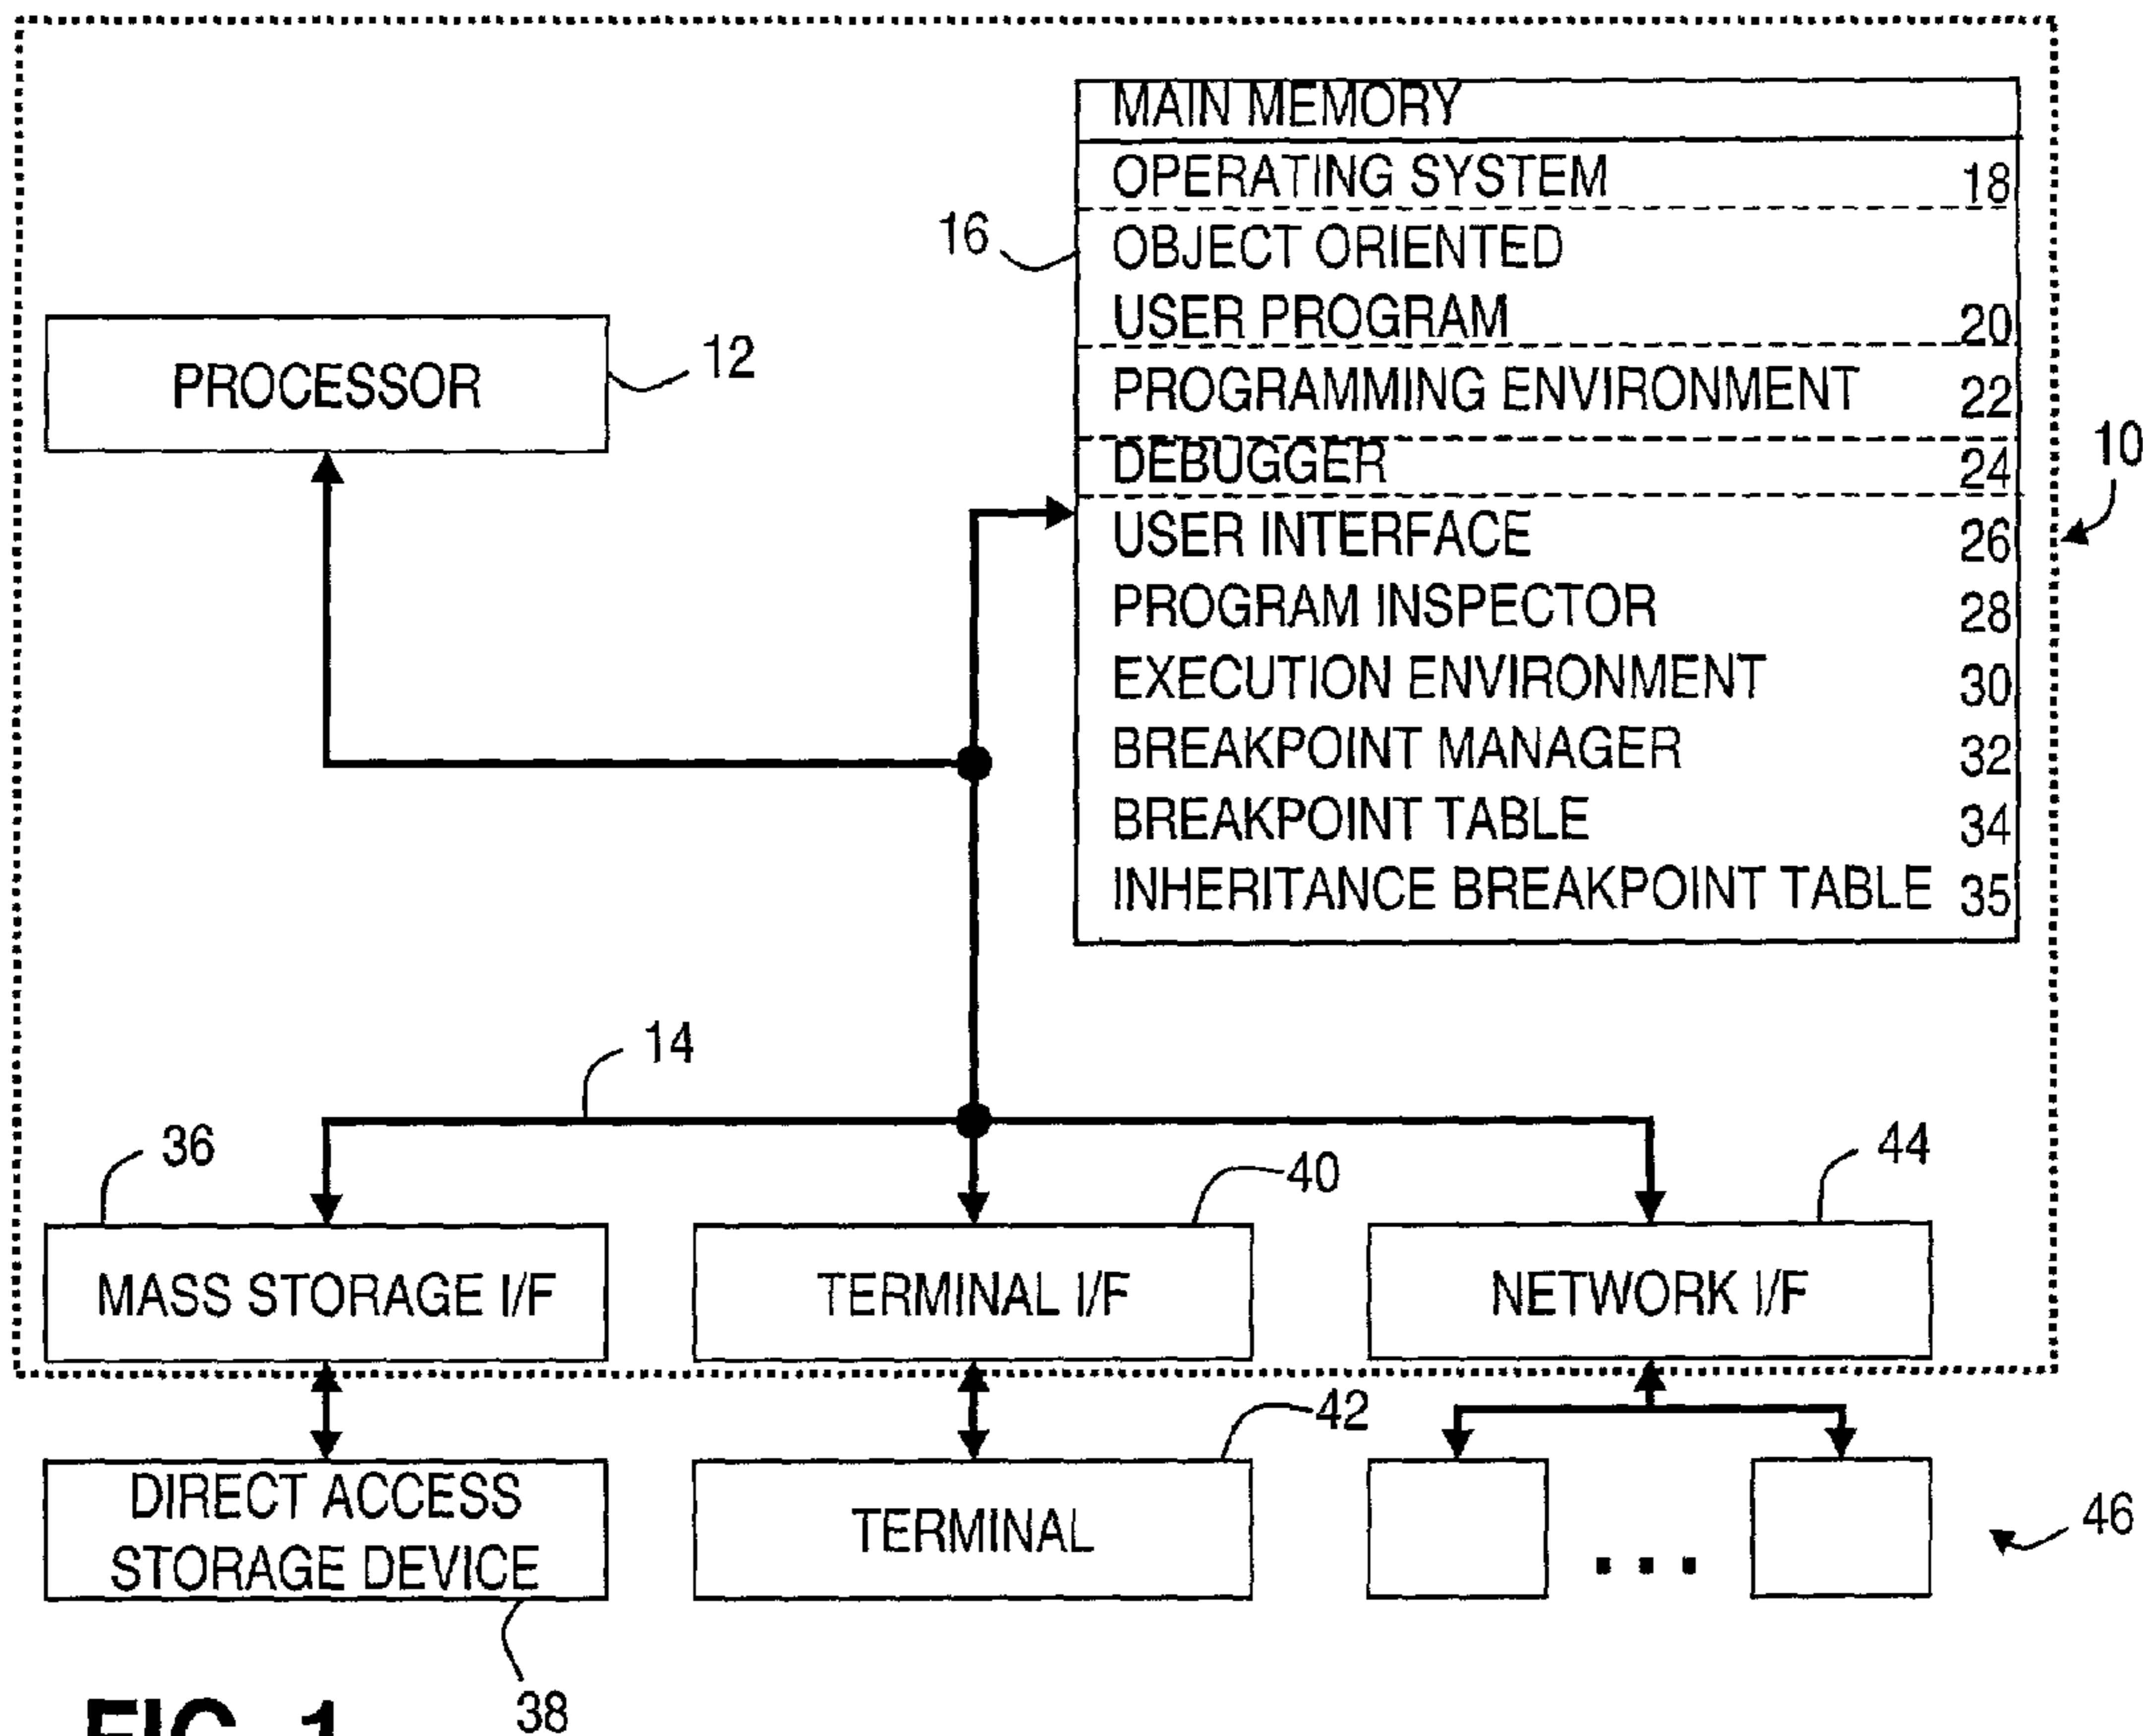 MAIN MEMORY
OPERATING SYSTEM 18
16
OBJECT ORIENTED
USER PROGRAM 20
PROCESSOR
12
PROGRAMMING ENVIRONMENT 22
DEBUGGER 24
10
USER INTERFACE 26
PROGRAM INSPECTOR 28
EXECUTION ENVIRONMENT 30
BREAKPOINT MANAGER 32
BREAKPOINT TABLE 34
INHERITANCE BREAKPOINT TABLE 35
14
36
40
44
MASS STORAGE I/F
TERMINAL I/F
NETWORK I/F
42
DIRECT ACCESS
STORAGE DEVICE
TERMINAL
...
46
38
FIG. 1